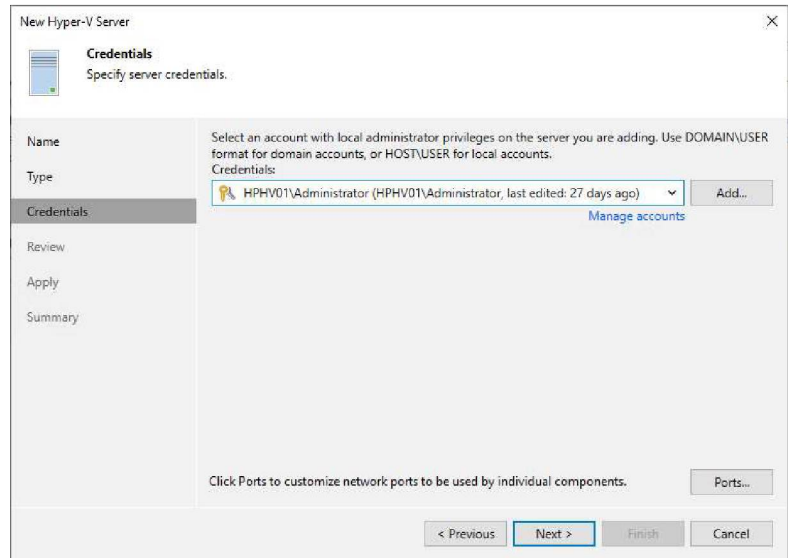 New Hyper-V Server
Credentials
Specify server credentials.
Name
Type
Credentials
Review
Apply
Summary
Select an account with local administrator privileges on the server you are adding. Use DOMAIN\USER
format for domain accounts, or HOST\USER for local accounts.
Credentials:
HPHV01\Administrator (HPHV01\Administrator, last edited: 27 days ago)
Add...
Manage accounts
Click Ports to customize network ports to be used by individual components.
Ports...
< Previous
Next >
Finish
Cancel